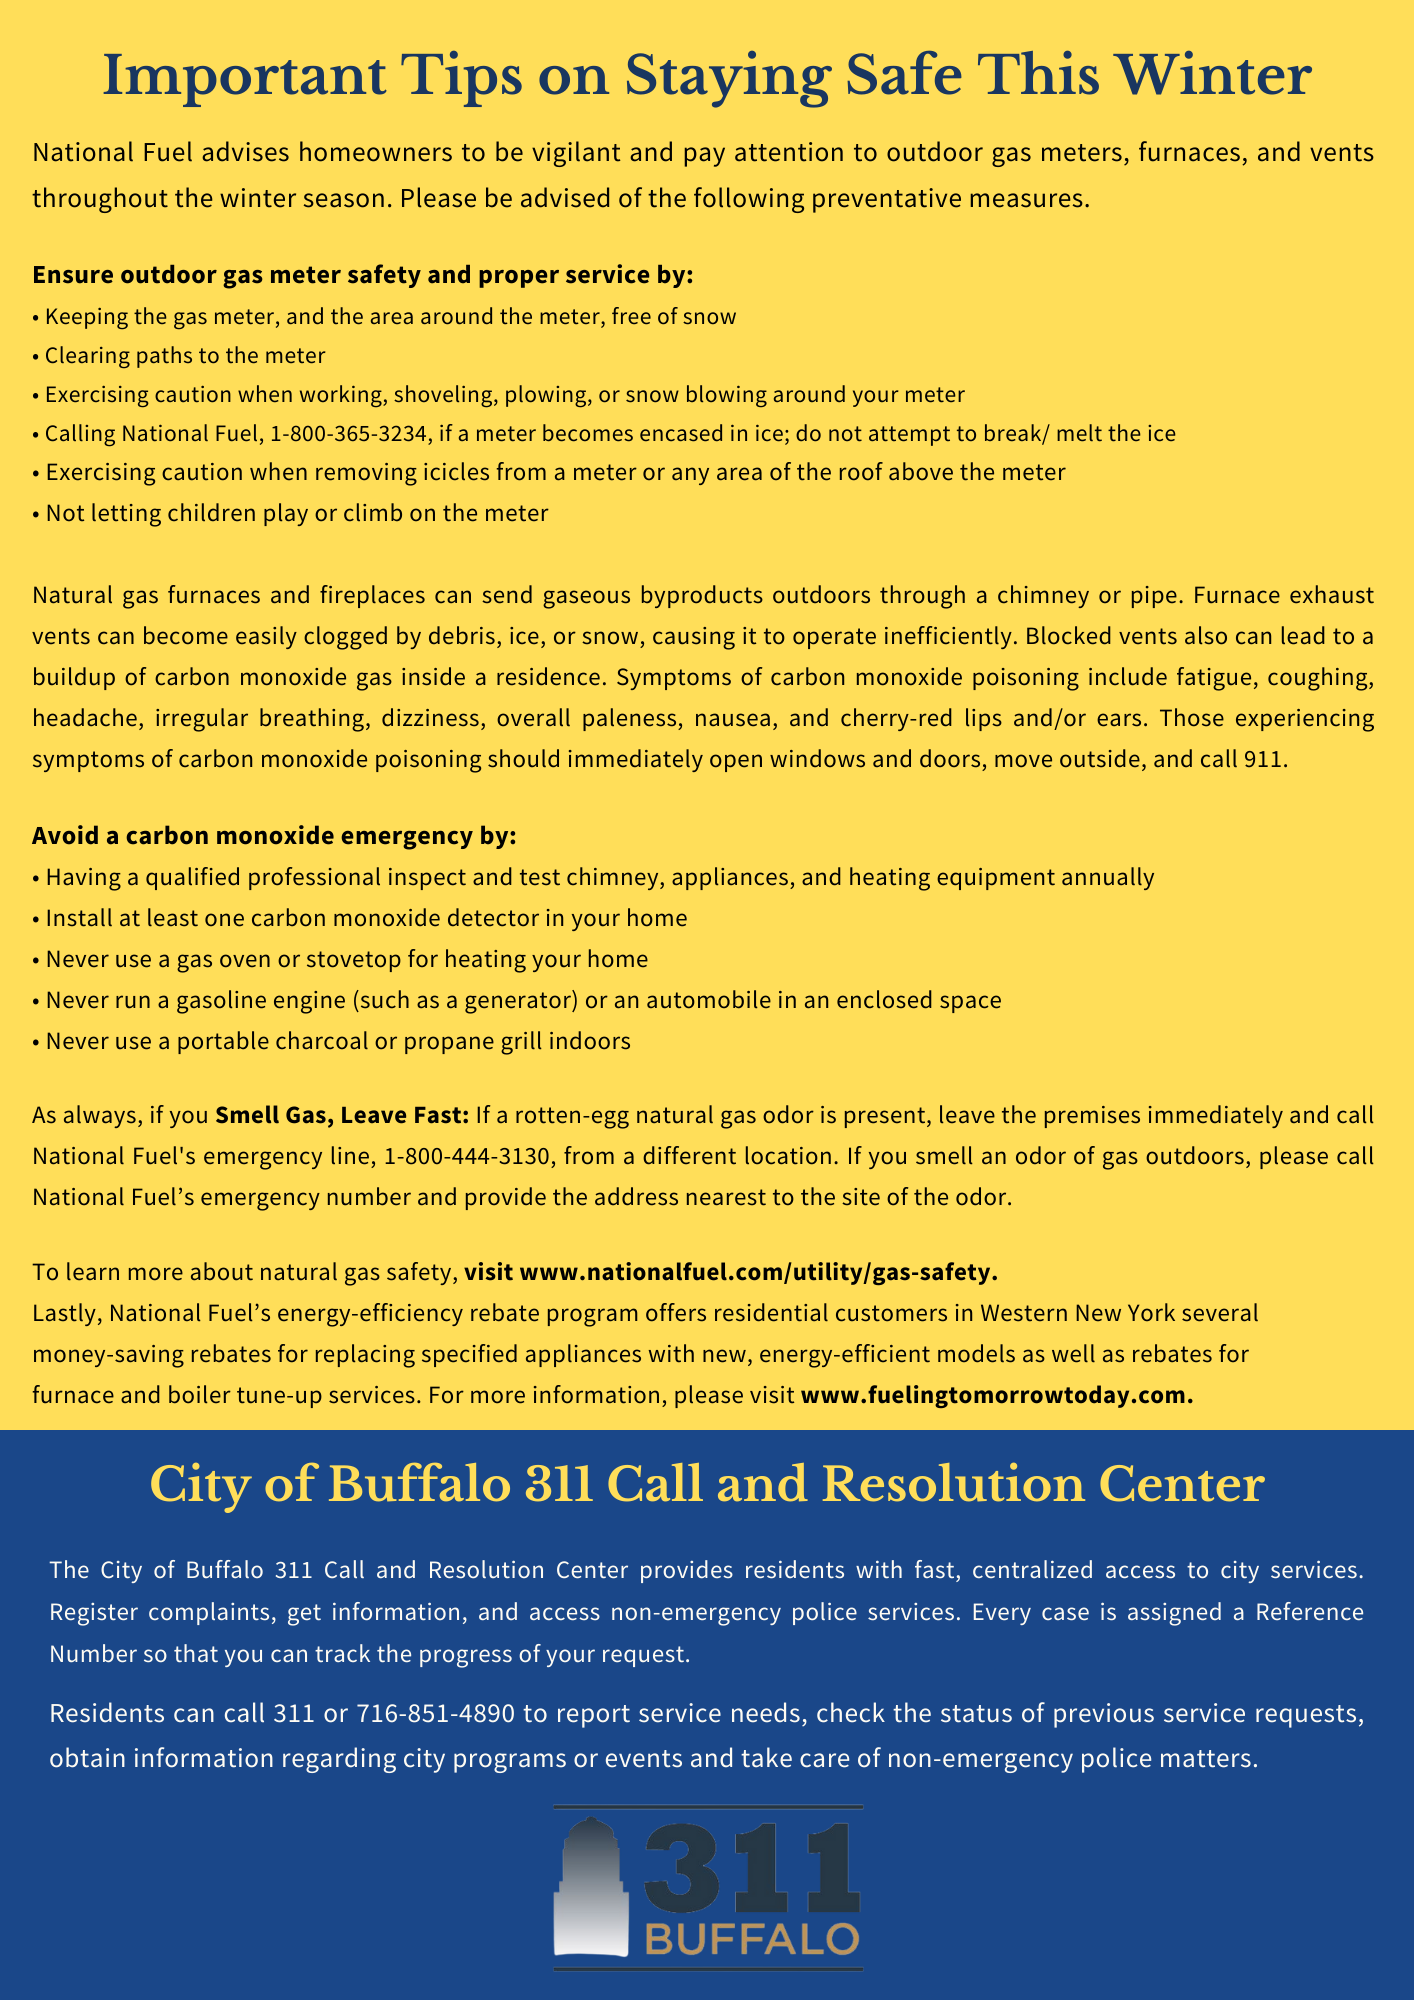 Important Tips on Staying Safe This Winter
National Fuel advises homeowners to be vigilant and pay attention to outdoor gas meters, furnaces, and vents
throughout the winter season. Please be advised of the following preventative measures.
Ensure outdoor gas meter safety and proper service by:
• Keeping the gas meter, and the area around the meter, free of snow
• Clearing paths to the meter
• Exercising caution when working, shoveling, plowing, or snow blowing around your meter
• Calling National Fuel, 1-800-365-3234, if a meter becomes encased in ice; do not attempt to break/ melt the ice
• Exercising caution when removing icicles from a meter or any area of the roof above the meter
• Not letting children play or climb on the meter
Natural gas furnaces and fireplaces can send gaseous byproducts outdoors through a chimney or pipe. Furnace exhaust
vents can become easily clogged by debris, ice, or snow, causing it to operate inefficiently. Blocked vents also can lead to a
buildup of carbon monoxide gas inside a residence. Symptoms of carbon monoxide poisoning include fatigue, coughing,
headache, irregular breathing, dizziness, overall paleness, nausea, and cherry-red lips and/or ears. Those experiencing
symptoms of carbon monoxide poisoning should immediately open windows and doors, move outside, and call 911.
Avoid a carbon monoxide emergency by:
• Having a qualified professional inspect and test chimney, appliances, and heating equipment annually
• Install at least one carbon monoxide detector in your home
• Never use a gas oven or stovetop for heating your home
• Never run a gasoline engine (such as a generator) or an automobile in an enclosed space
• Never use a portable charcoal or propane grill indoors
As always, if you Smell Gas, Leave Fast: If a rotten-egg natural gas odor is present, leave the premises immediately and call
National Fuel's emergency line, 1-800-444-3130, from a different location. If you smell an odor of gas outdoors, please call
National Fuel’s emergency number and provide the address nearest to the site of the odor.
To learn more about natural gas safety, visit www.nationalfuel.com/utility/gas-safety.
Lastly, National Fuel’s energy-efficiency rebate program offers residential customers in Western New York several
money-saving rebates for replacing specified appliances with new, energy-efficient models as well as rebates for
furnace and boiler tune-up services. For more information, please visit www.fuelingtomorrowtoday.com.
City of Buffalo 311 Call and Resolution Center
The City of Buffalo 311 Call and Resolution Center provides residents with fast, centralized access to city services.
Register complaints, get information, and access non-emergency police services. Every case is assigned a Reference
Number so that you can track the progress of your request.
Residents can call 311 or 716-851-4890 to report service needs, check the status of previous service requests,
obtain information regarding city programs or events and take care of non-emergency police matters.
311
BUFFALO